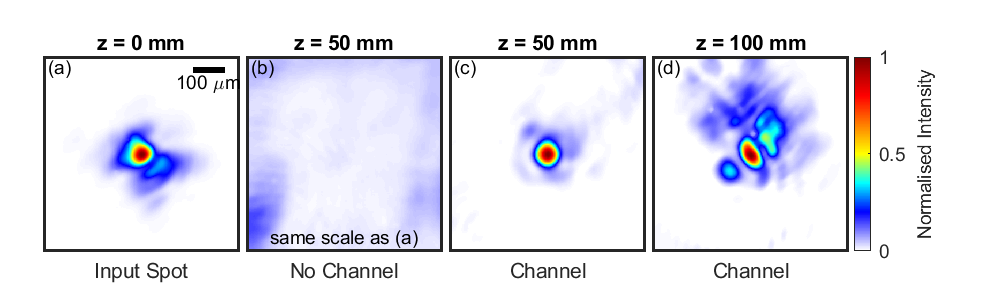 z = 0 mm
z = 50 mm
z = 50 mm
z = 100 mm
(a)
100 μm
(b)
same scale as (a)
(c)
(d)
1
0.5
0
Normalised Intensity
Input Spot
No Channel
Channel
Channel